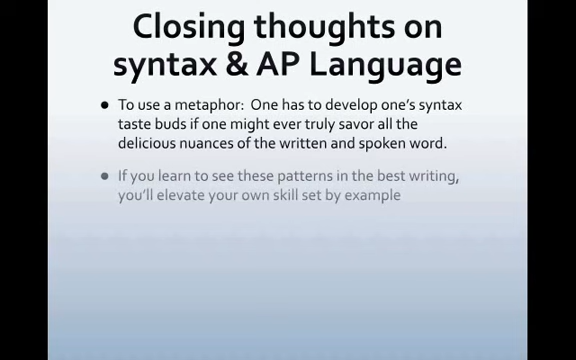 Closing thoughts on
syntax & AP Language
● To use a metaphor: One has to develop one's syntax
taste buds if one might ever truly savor all the
delicious nuances of the written and spoken word.
● If you learn to see these patterns in the best writing,
you'll elevate your own skill set by example